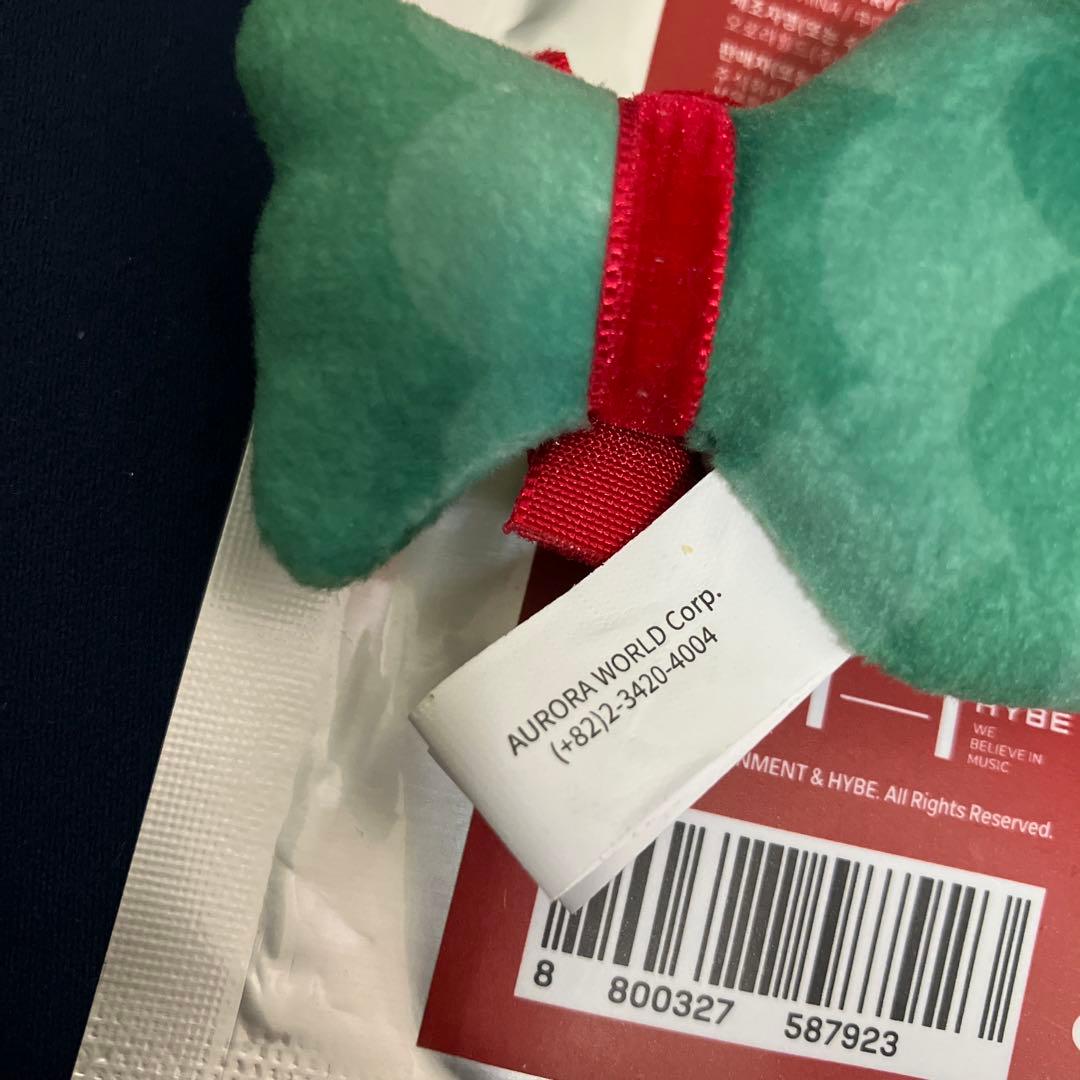 AURORA WORLD Corp.
(+82)2-3420-4004
HYBE
WE
BELIEVE IN
MUSIC
NMENT & HYBE. All Rights Reserved.
8 800327 587923